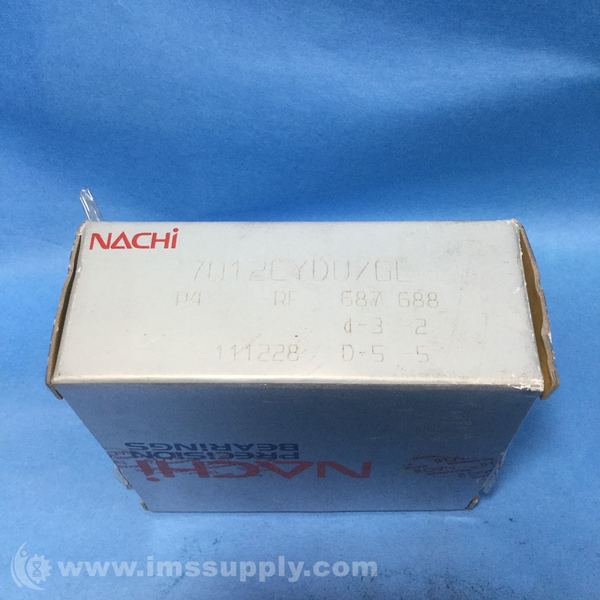 NACHi
7012CYDU/GL
P4 RF 687 688
d-3 -2
111228 D-5 -5
PRECISION
BEARINGS
NACHi
www.imssupply.com